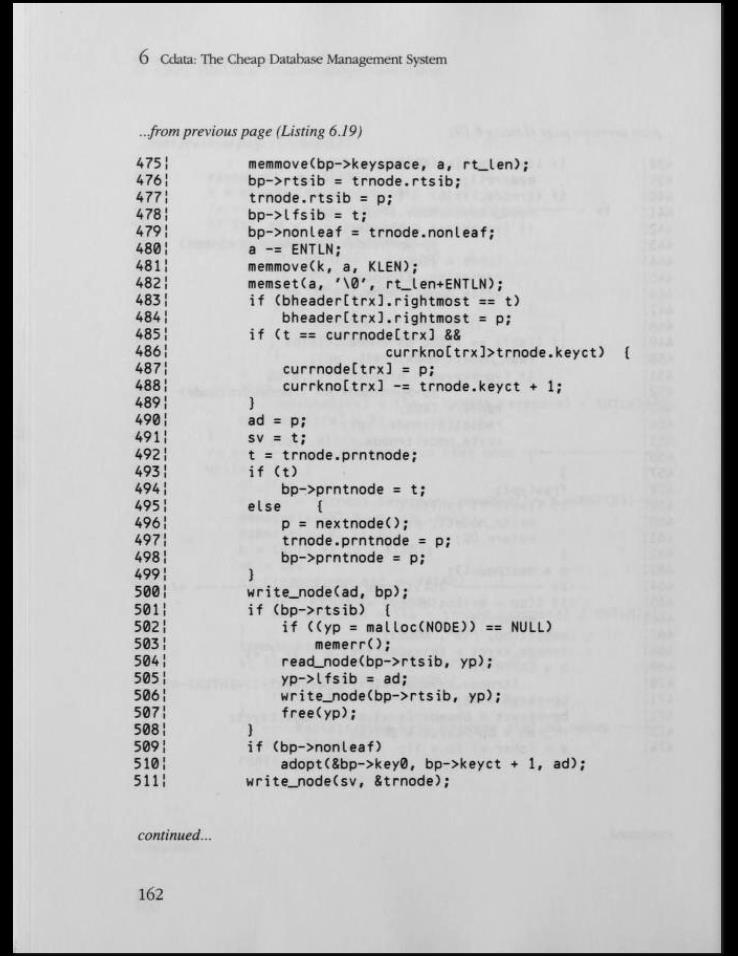 6 Cdata: The Cheap Database Management System
...from previous page (Listing 6.19)
475¦ memmove(bp->keyspace, a, rt_len);
476¦ bp->rtsib = trnode.rtsib;
477¦ trnode.rtsib = p;
478¦ bp->lfsib = t;
479¦ bp->nonleaf = trnode.nonleaf;
480¦ a -= ENTLN;
481¦ memmove(k, a, KLEN);
482¦ memset(a, '\0', rt_len+ENTLN);
483¦ if (bheader[trx].rightmost == t)
484¦ bheader[trx].rightmost = p;
485¦ if (t == currnode[trx] &&
486¦ currkno[trx]>trnode.keyct) {
487¦ currnode[trx] = p;
488¦ currkno[trx] -= trnode.keyct + 1;
489¦ }
490¦ ad = p;
491¦ sv = t;
492¦ t = trnode.prntnode;
493¦ if (t)
494¦ bp->prntnode = t;
495¦ else {
496¦ p = nextnode();
497¦ trnode.prntnode = p;
498¦ bp->prntnode = p;
499¦ }
500¦ write_node(ad, bp);
501¦ if (bp->rtsib) {
502¦ if ((yp = malloc(NODE)) == NULL)
503¦ memerr();
504¦ read_node(bp->rtsib, yp);
505¦ yp->lfsib = ad;
506¦ write_node(bp->rtsib, yp);
507¦ free(yp);
508¦ }
509¦ if (bp->nonleaf)
510¦ adopt(&bp->key0, bp->keyct + 1, ad);
511¦ write_node(sv, &trnode);
continued...
162